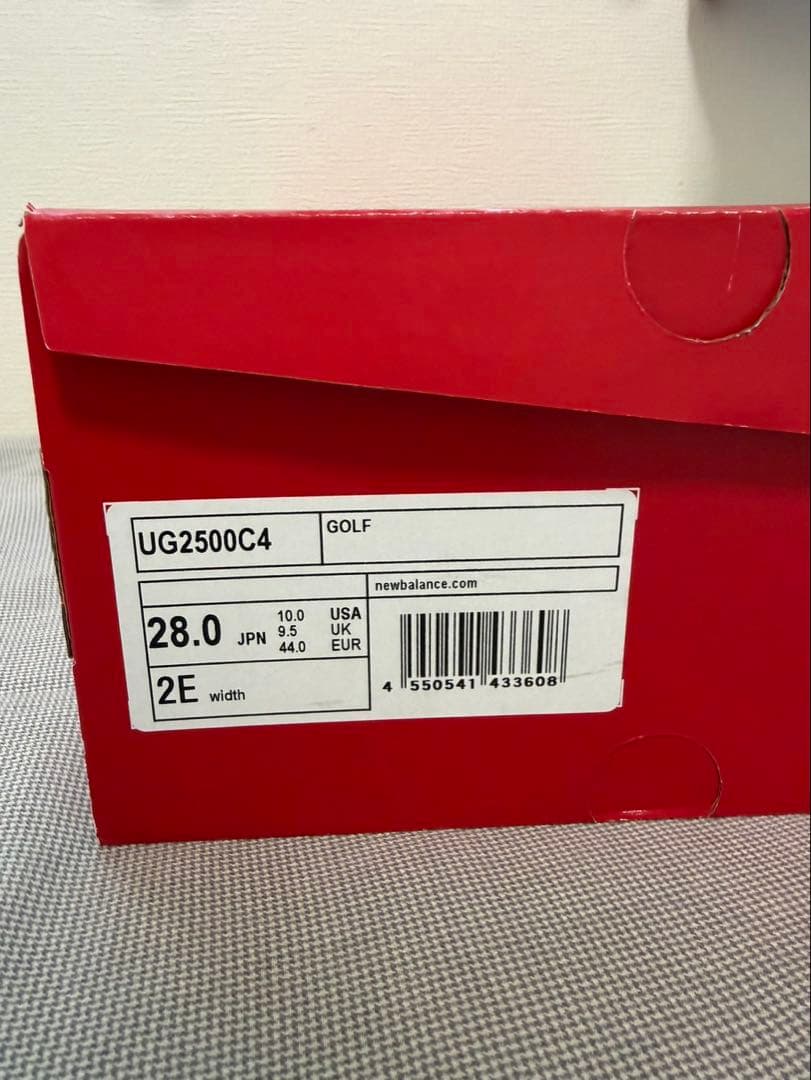 UG2500C4
GOLF
newbalance.com
28.0 JPN
10.0 USA
9.5 UK
44.0 EUR
2E width
4 550541 433608